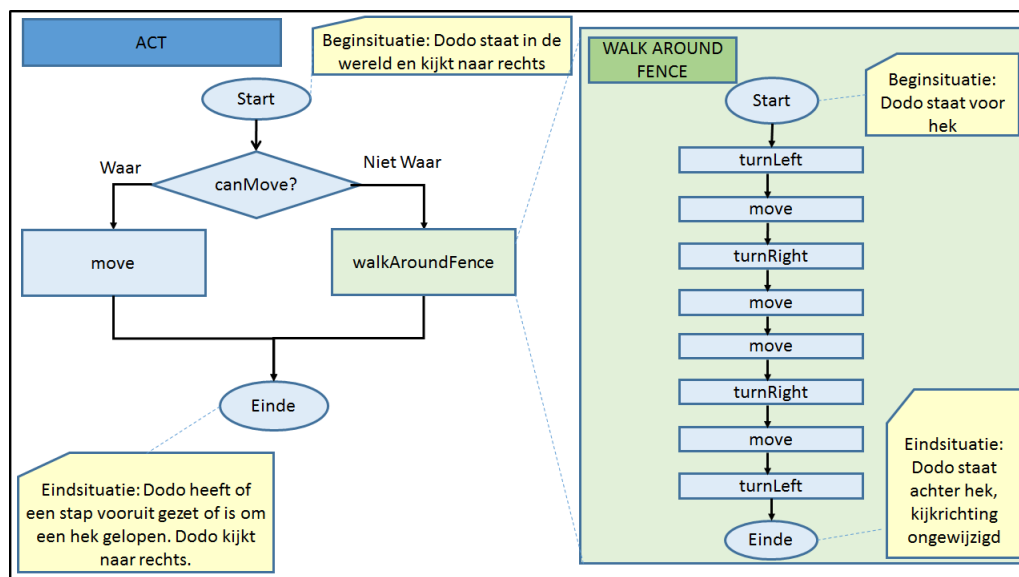 ACT
Beginsituatie: Dodo staat in de
wereld en kijkt naar rechts
Start
canMove?
Waar
Niet Waar
move
walkAroundFence
Einde
Eindsituatie: Dodo heeft of
een stap vooruit gezet of is om
een hek gelopen. Dodo kijkt
naar rechts.
WALK AROUND
FENCE
Beginsituatie:
Dodo staat voor
hek
Start
turnLeft
move
turnRight
move
move
turnRight
move
turnLeft
Einde
Eindsituatie:
Dodo staat
achter hek,
kijkrichting
ongewijzigd